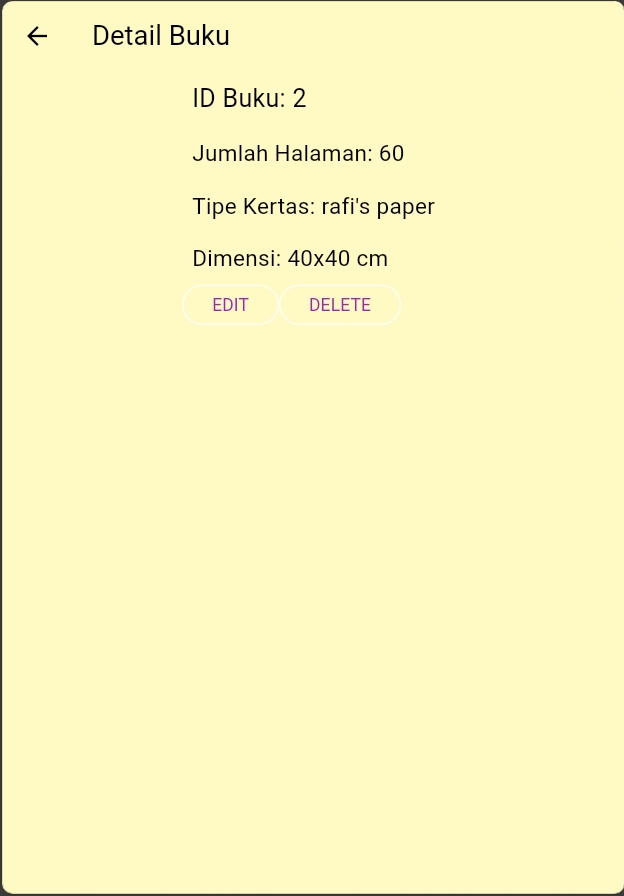 Detail Buku
ID Buku: 2
Jumlah Halaman: 60
Tipe Kertas: rafi's paper
Dimensi: 40x40 cm
EDIT DELETE